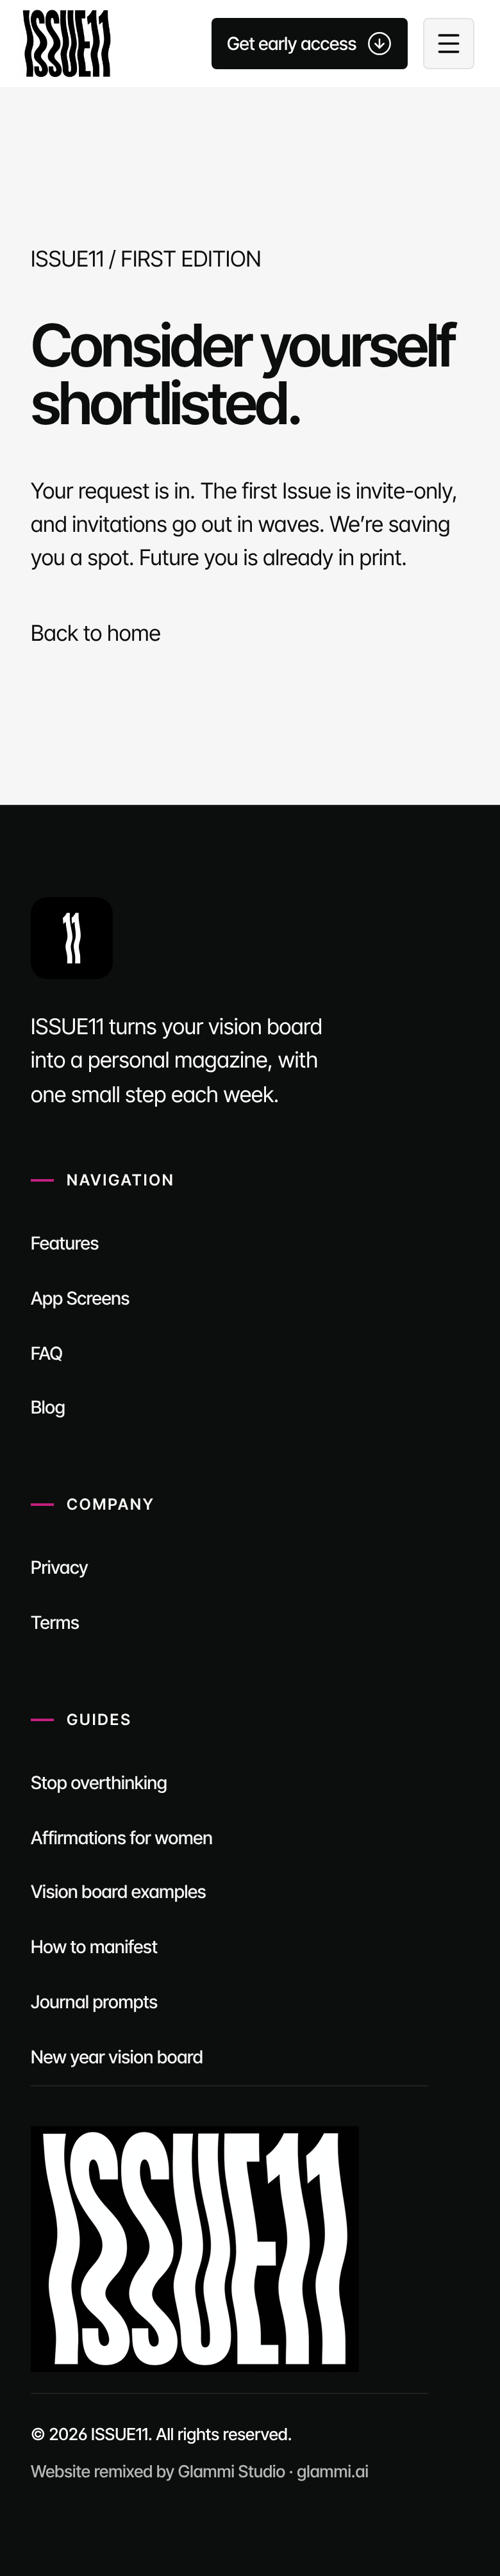 ISSUE11
Get early access
ISSUE11 / FIRST EDITION
Consider yourself
shortlisted.
Your request is in. The first Issue is invite-only,
and invitations go out in waves. We’re saving
you a spot. Future you is already in print.
Back to home
11
ISSUE11 turns your vision board
into a personal magazine, with
one small step each week.
NAVIGATION
Features
App Screens
FAQ
Blog
COMPANY
Privacy
Terms
GUIDES
Stop overthinking
Affirmations for women
Vision board examples
How to manifest
Journal prompts
New year vision board
ISSUE11
© 2026 ISSUE11. All rights reserved.
Website remixed by Glammi Studio · glammi.ai